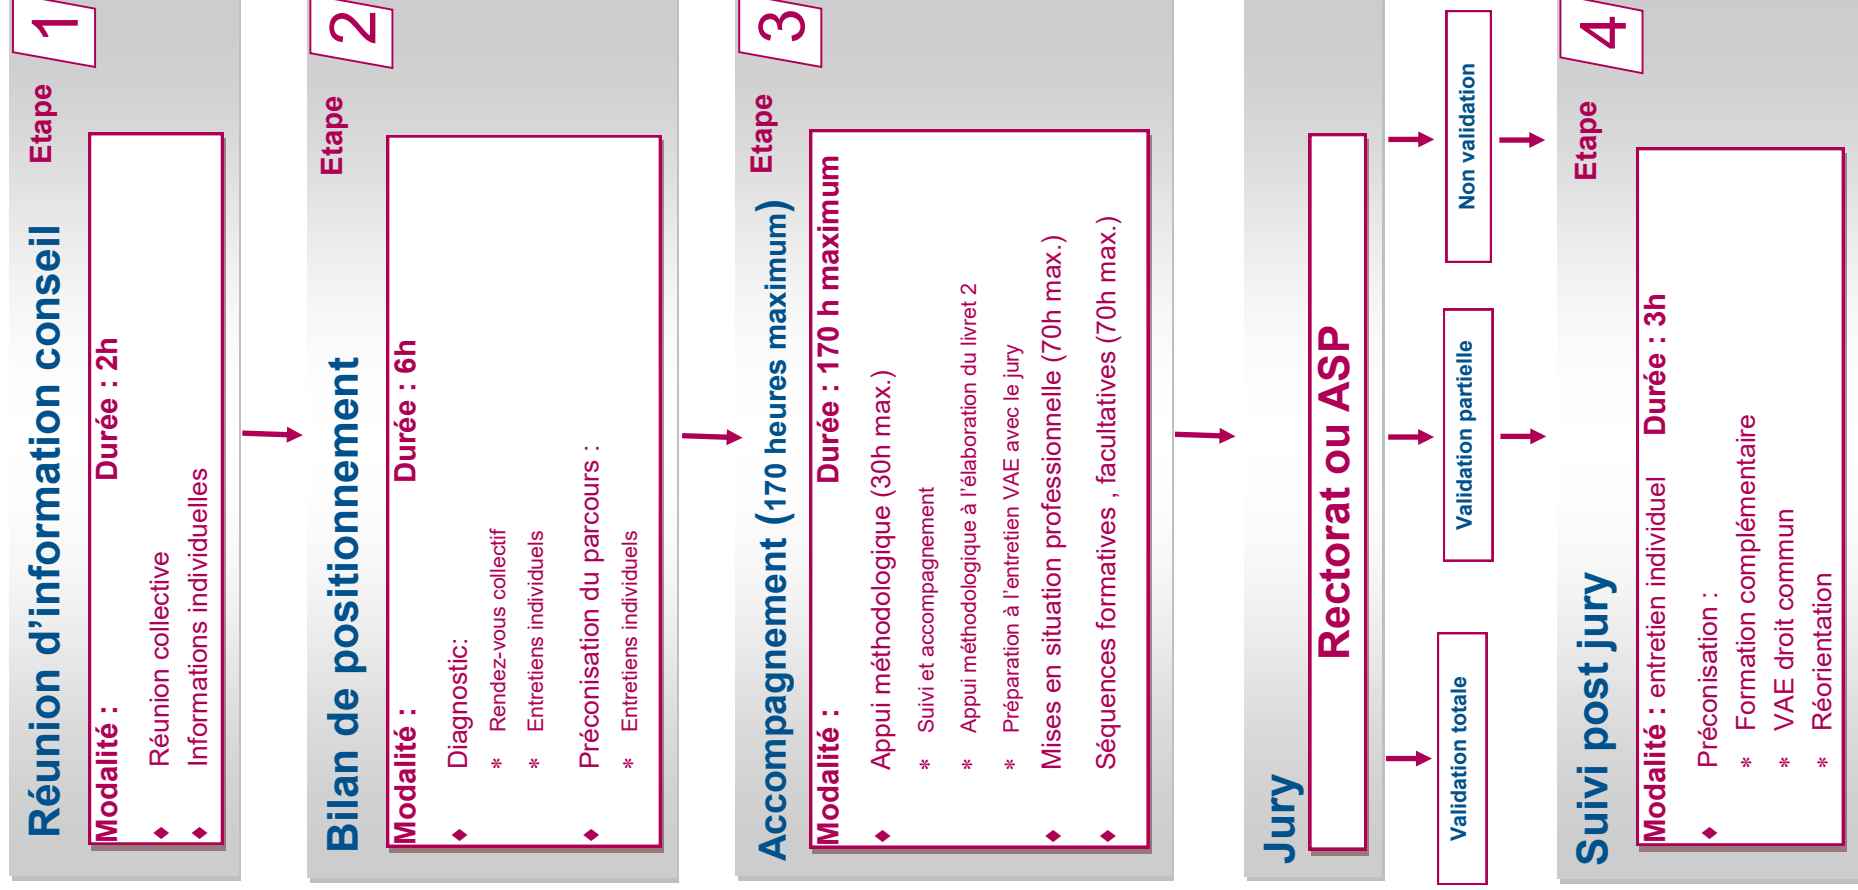 Réunion d'information conseil
Etape
1
Modalité :
Durée : 2h
Réunion collective
Informations individuelles
Bilan de positionnement
Etape
2
Modalité :
Durée : 6h
Diagnostic:
* Rendez-vous collectif
* Entretiens individuels
Préconisation du parcours :
* Entretiens individuels
Accompagnement (170 heures maximum)
Etape
3
Modalité :
Durée : 170 h maximum
Appui méthodologique (30h max.)
* Suivi et accompagnement
* Appui méthodologique à l'élaboration du livret 2
* Préparation à l'entretien VAE avec le jury
Mises en situation professionnelle (70h max.)
Séquences formatives , facultatives (70h max.)
Jury
Rectorat ou ASP
Validation totale
Validation partielle
Non validation
Suivi post jury
Etape
4
Modalité : entretien individuel
Durée : 3h
Préconisation :
* Formation complémentaire
* VAE droit commun
* Réorientation